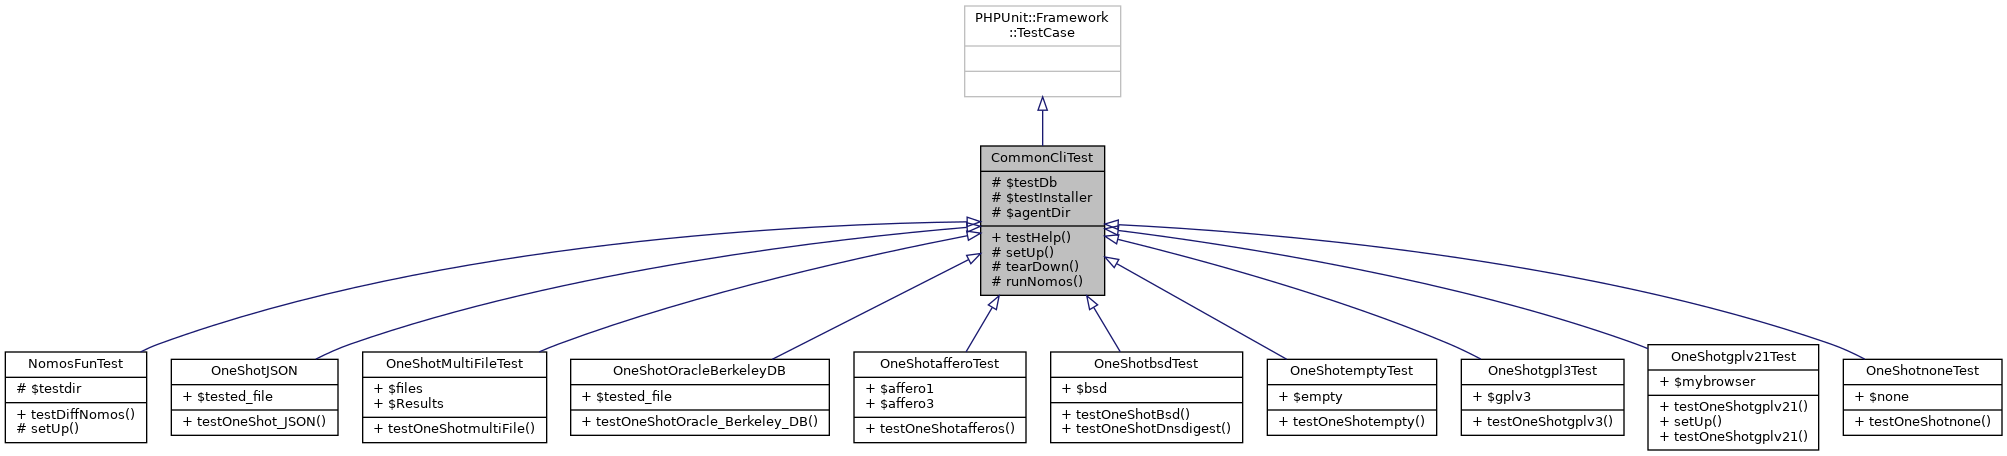 PHPUnit::Framework
::TestCase
CommonCliTest
# $testDb
# $testInstaller
# $agentDir
+ testHelp()
# setUp()
# tearDown()
# runNomos()
NomosFunTest
# $testdir
+ testDiffNomos()
# setUp()
OneShotJSON
+ $tested_file
+ testOneShot_JSON()
OneShotMultiFileTest
+ $files
+ $Results
+ testOneShotmultiFile()
OneShotOracleBerkeleyDB
+ $tested_file
+ testOneShotOracle_Berkeley_DB()
OneShotafferoTest
+ $affero1
+ $affero3
+ testOneShotafferos()
OneShotbsdTest
+ $bsd
+ testOneShotBsd()
+ testOneShotDnsdigest()
OneShotemptyTest
+ $empty
+ testOneShotempty()
OneShotgpl3Test
+ $gplv3
+ testOneShotgplv3()
OneShotgplv21Test
+ $mybrowser
+ testOneShotgplv21()
+ setUp()
+ testOneShotgplv21()
OneShotnoneTest
+ $none
+ testOneShotnone()